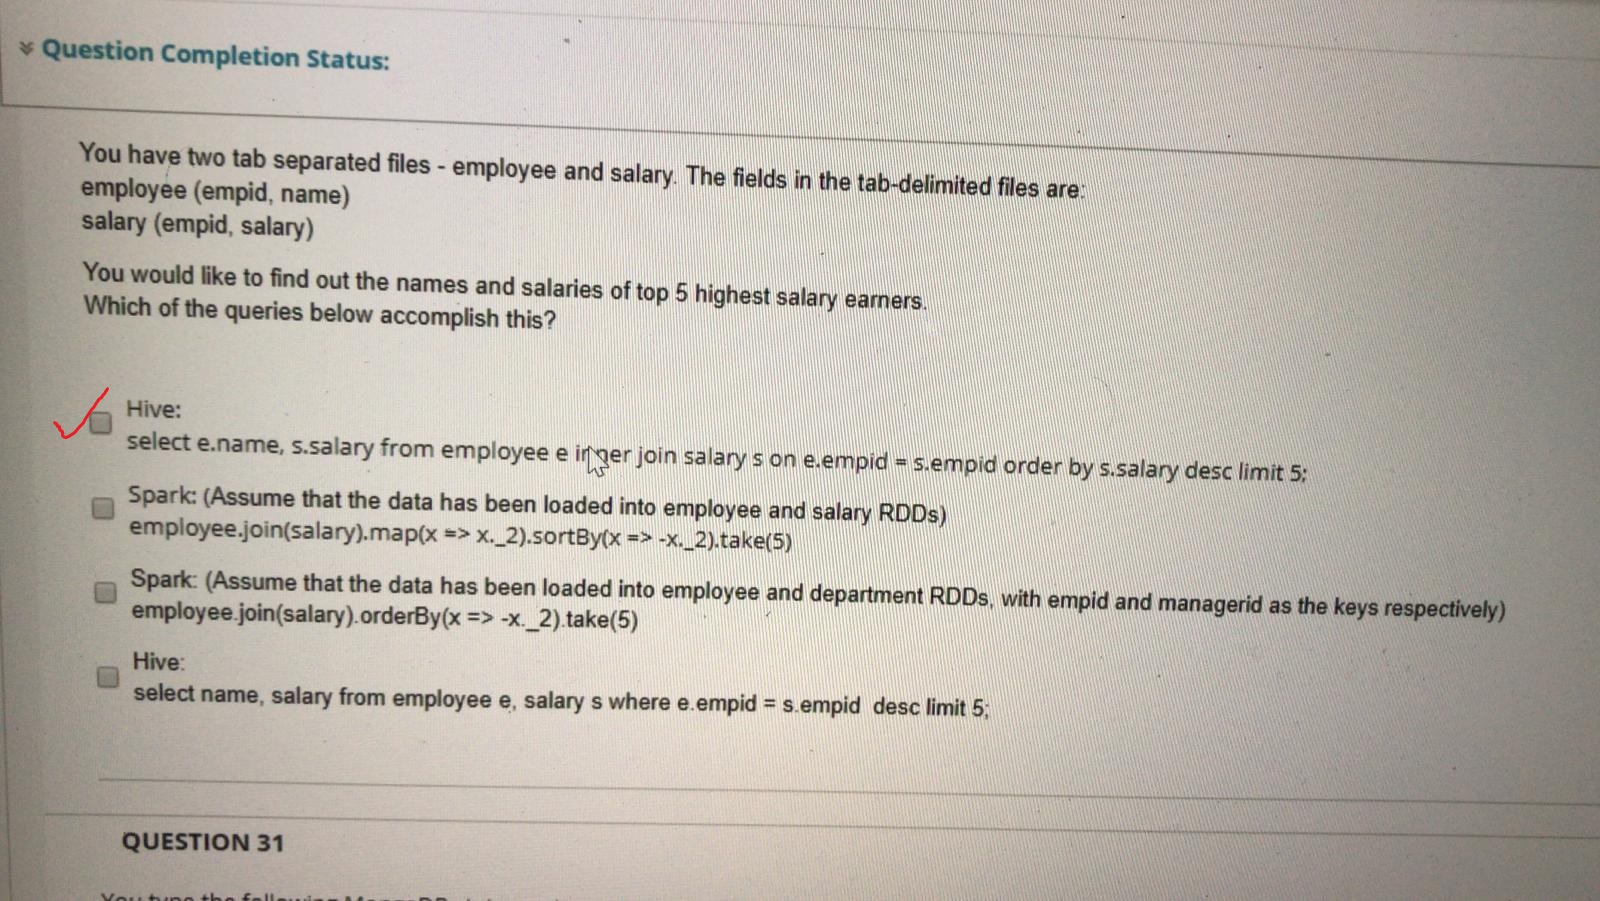 Question Completion Status:
You have two tab separated files - employee and salary. The fields in the tab-delimited files are:
employee (empid, name)
salary (empid, salary)
You would like to find out the names and salaries of top 5 highest salary earners.
Which of the queries below accomplish this?
Hive:
select e.name, s.salary from employee e inner join salary s on e.empid = s.empid order by s.salary desc limit 5;
Spark: (Assume that the data has been loaded into employee and salary RDDs)
employee.join(salary).map(x => x._2).sortBy(x => -x._2).take(5)
Spark: (Assume that the data has been loaded into employee and department RDDs, with empid and managerid as the keys respectively)
employee.join(salary).orderBy(x => -x._2).take(5)
Hive:
select name, salary from employee e, salary s where e.empid = s.empid desc limit 5;
QUESTION 31
You type the following